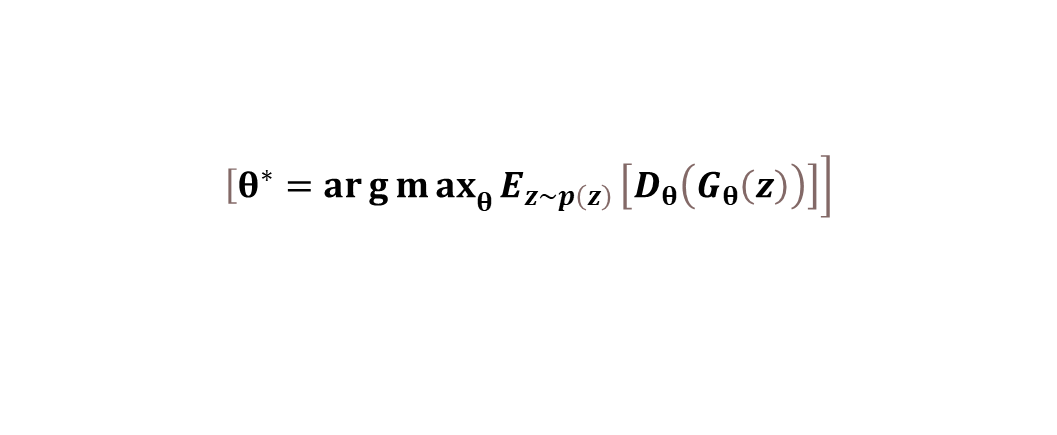 [θ* = arg max_θ E_{z~p(z)} [D_θ(G_θ(z))]]